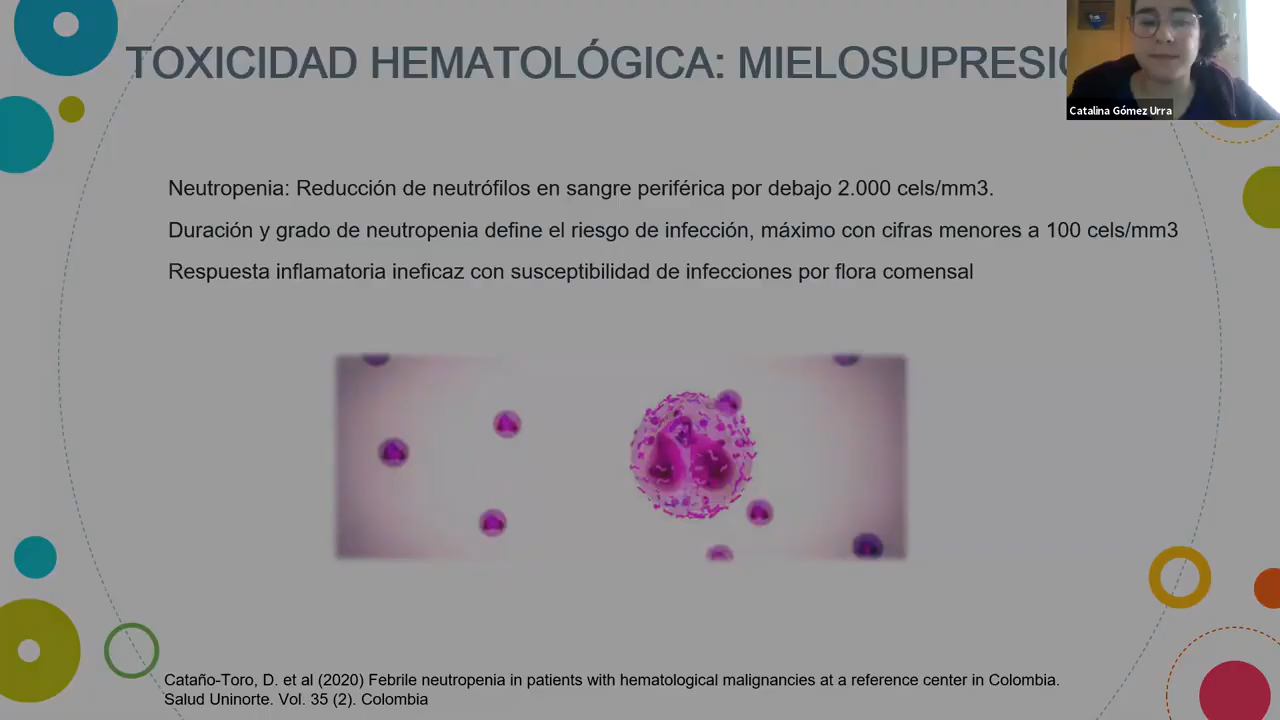 TOXICIDAD HEMATOLÓGICA: MIELOSUPRESIÓ
Catalina Gómez Urra
Neutropenia: Reducción de neutrófilos en sangre periférica por debajo 2.000 cels/mm3.
Duración y grado de neutropenia define el riesgo de infección, máximo con cifras menores a 100 cels/mm3
Respuesta inflamatoria ineficaz con susceptibilidad de infecciones por flora comensal
Cataño-Toro, D. et al (2020) Febrile neutropenia in patients with hematological malignancies at a reference center in Colombia.
Salud Uninorte. Vol. 35 (2). Colombia